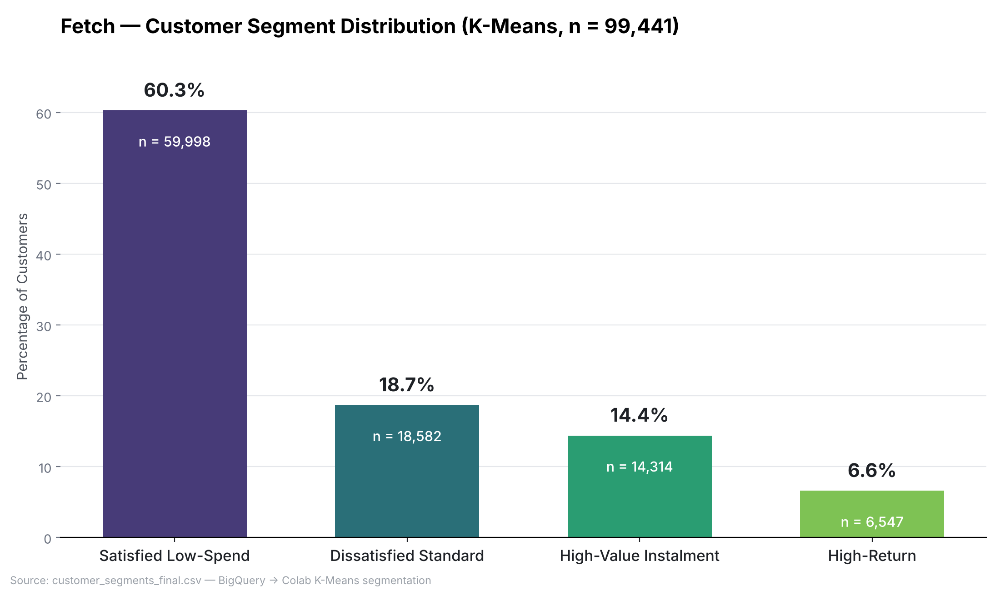 Fetch — Customer Segment Distribution (K-Means, n = 99,441)
60.3%
60
n = 59,998
50
Percentage of Customers
40
30
18.7%
20
14.4%
n = 18,582
10
n = 14,314
6.6%
n = 6,547
0
Satisfied Low-Spend
Dissatisfied Standard
High-Value Instalment
High-Return
Source: customer_segments_final.csv — BigQuery → Colab K-Means segmentation